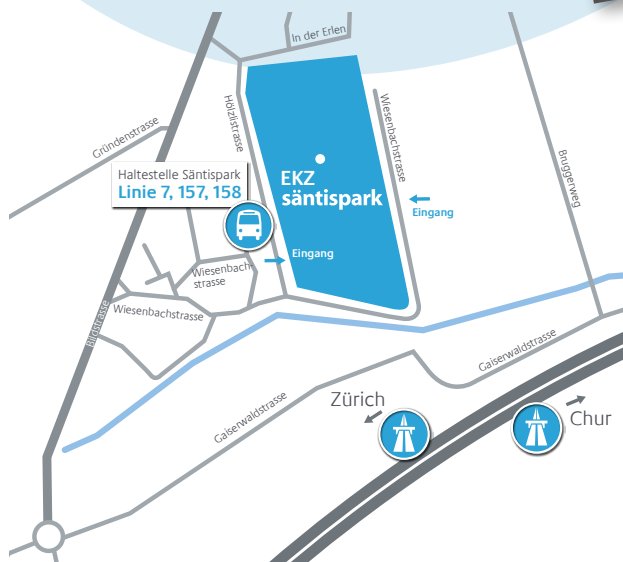 In der Erlen
Gründenstrasse
Hölzlistrasse
Wiesenbachstrasse
Bruggerweg
Haltestelle Säntispark
Linie 7, 157, 158
EKZ
säntispark
Eingang
Eingang
Wiesenbach-
strasse
Wiesenbachstrasse
Bildstrasse
Gaiserwaldstrasse
Gaiserwaldstrasse
Zürich
Chur